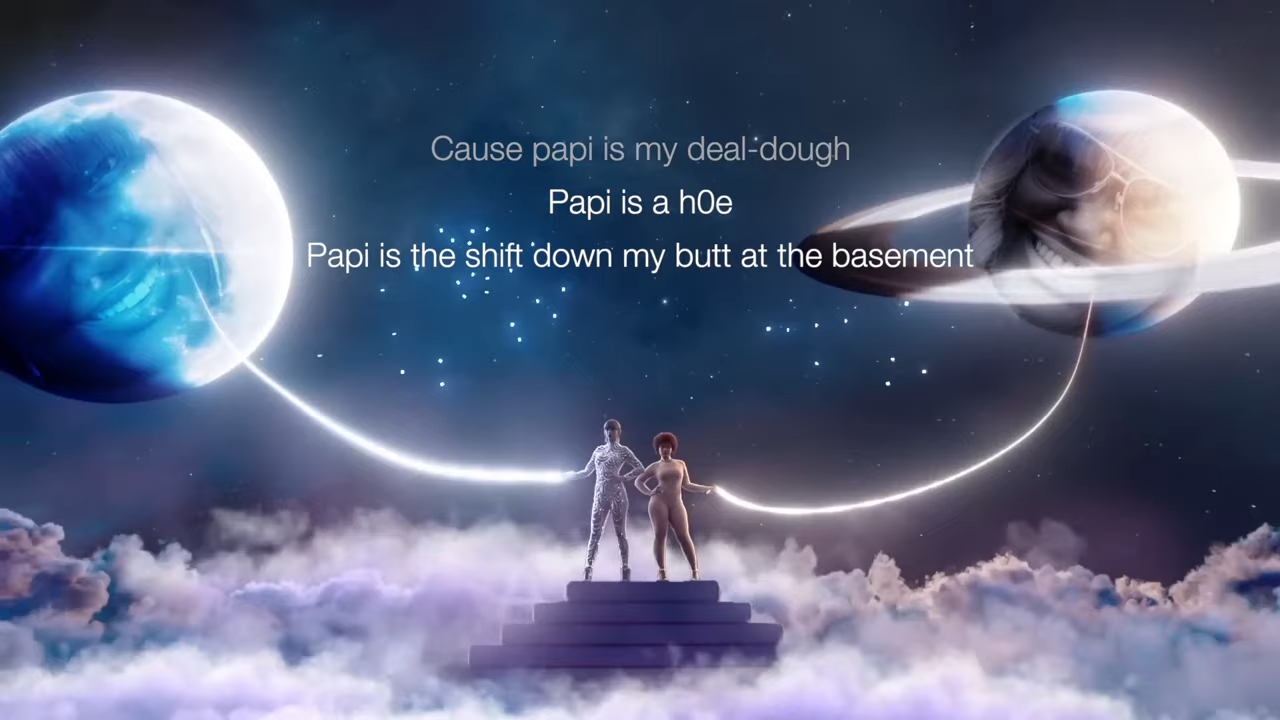 Cause papi is my deal-dough
Papi is a h0e
Papi is the shift down my butt at the basement